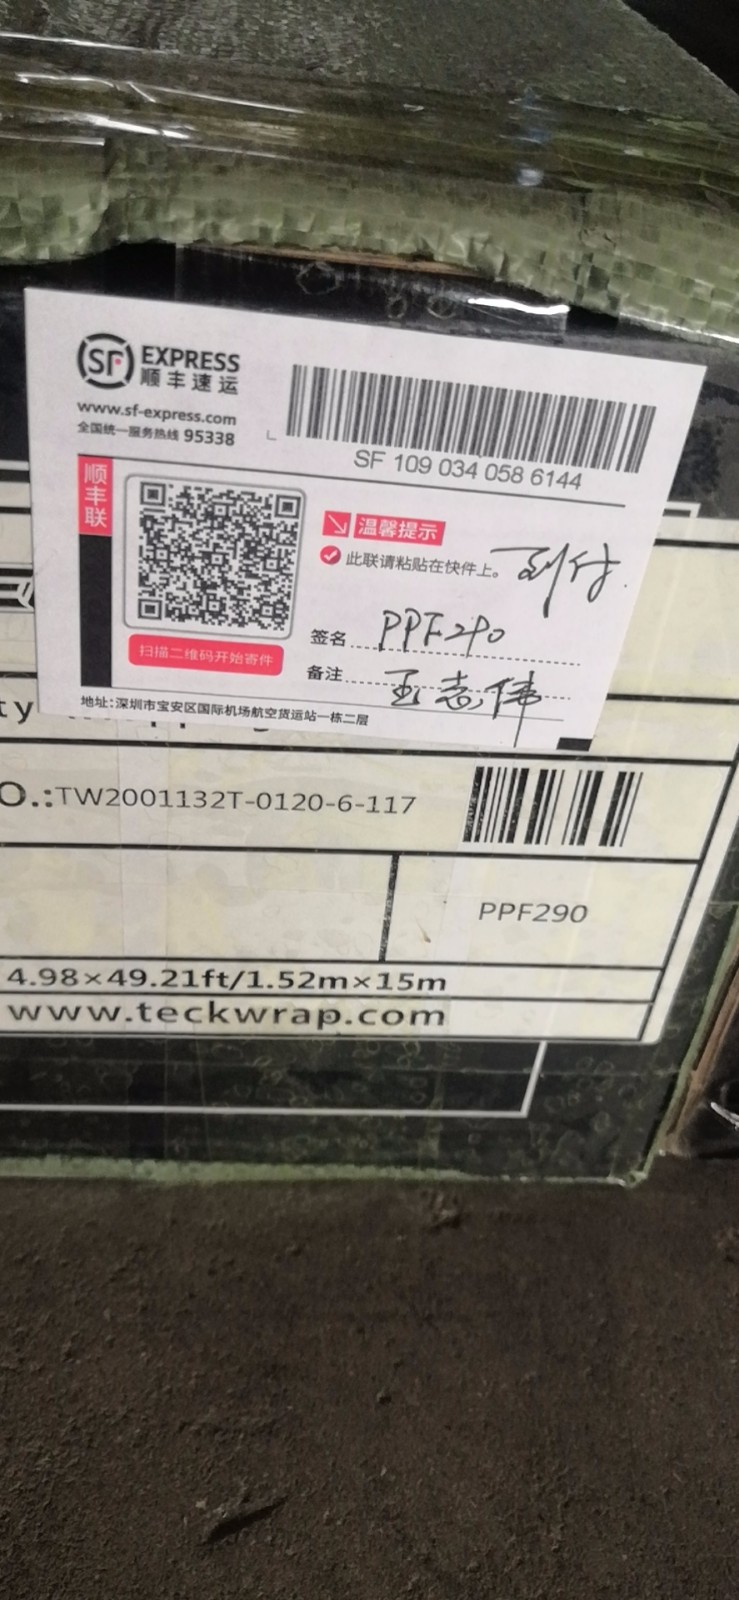 SF EXPRESS
顺丰速运
www.sf-express.com
全国统一服务热线 95338
SF 109 034 058 6144
顺丰联
温馨提示
此联请粘贴在快件上。
到付
签名 PPF290
备注 王志伟
扫描二维码开始寄件
地址:深圳市宝安区国际机场航空货运站一栋二层
O.:TW2001132T-0120-6-117
PPF290
4.98×49.21ft/1.52m×15m
www.teckwrap.com